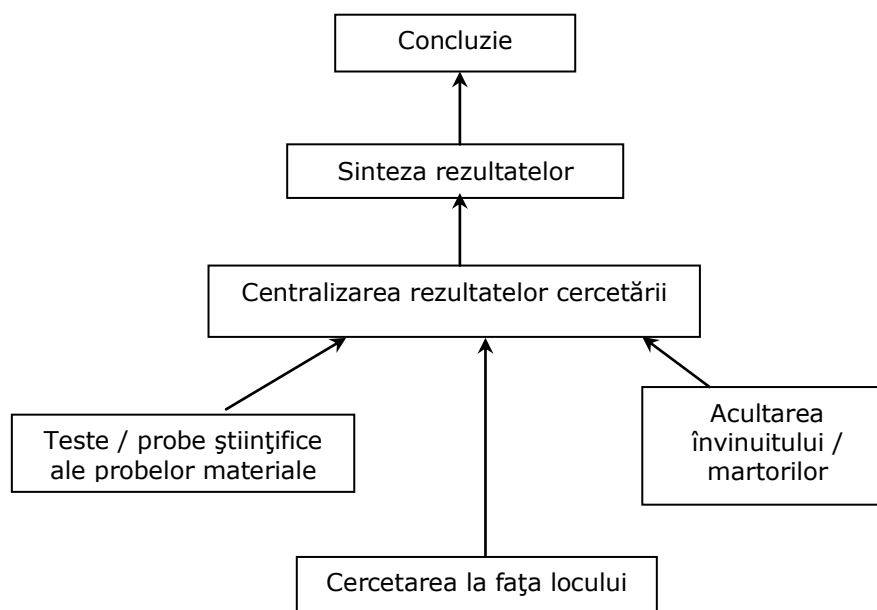 Concluzie
Sinteza rezultatelor
Centralizarea rezultatelor cercetării
Teste / probe ştiinţifice
ale probelor materiale
Acultarea
învinuitului /
martorilor
Cercetarea la faţa locului